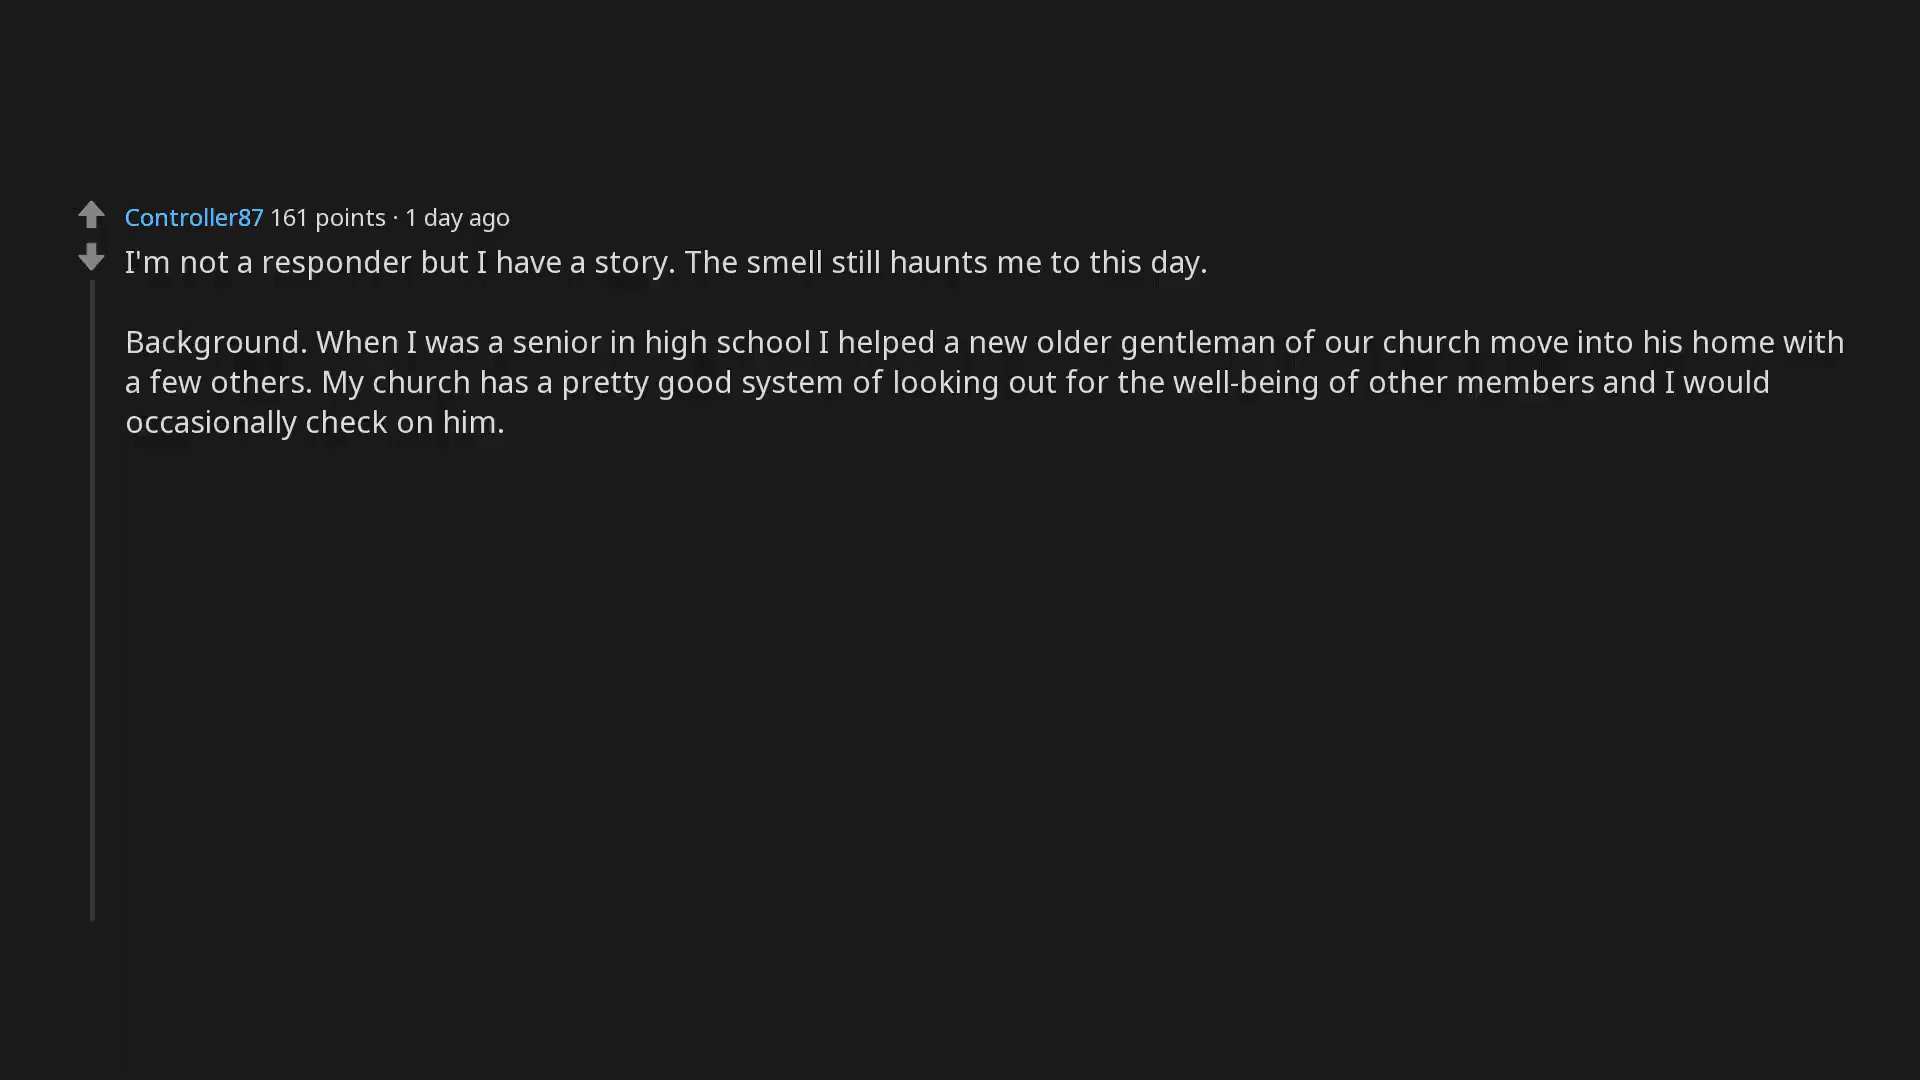 Controller87 161 points · 1 day ago
I'm not a responder but I have a story. The smell still haunts me to this day.
Background. When I was a senior in high school I helped a new older gentleman of our church move into his home with
a few others. My church has a pretty good system of looking out for the well-being of other members and I would
occasionally check on him.